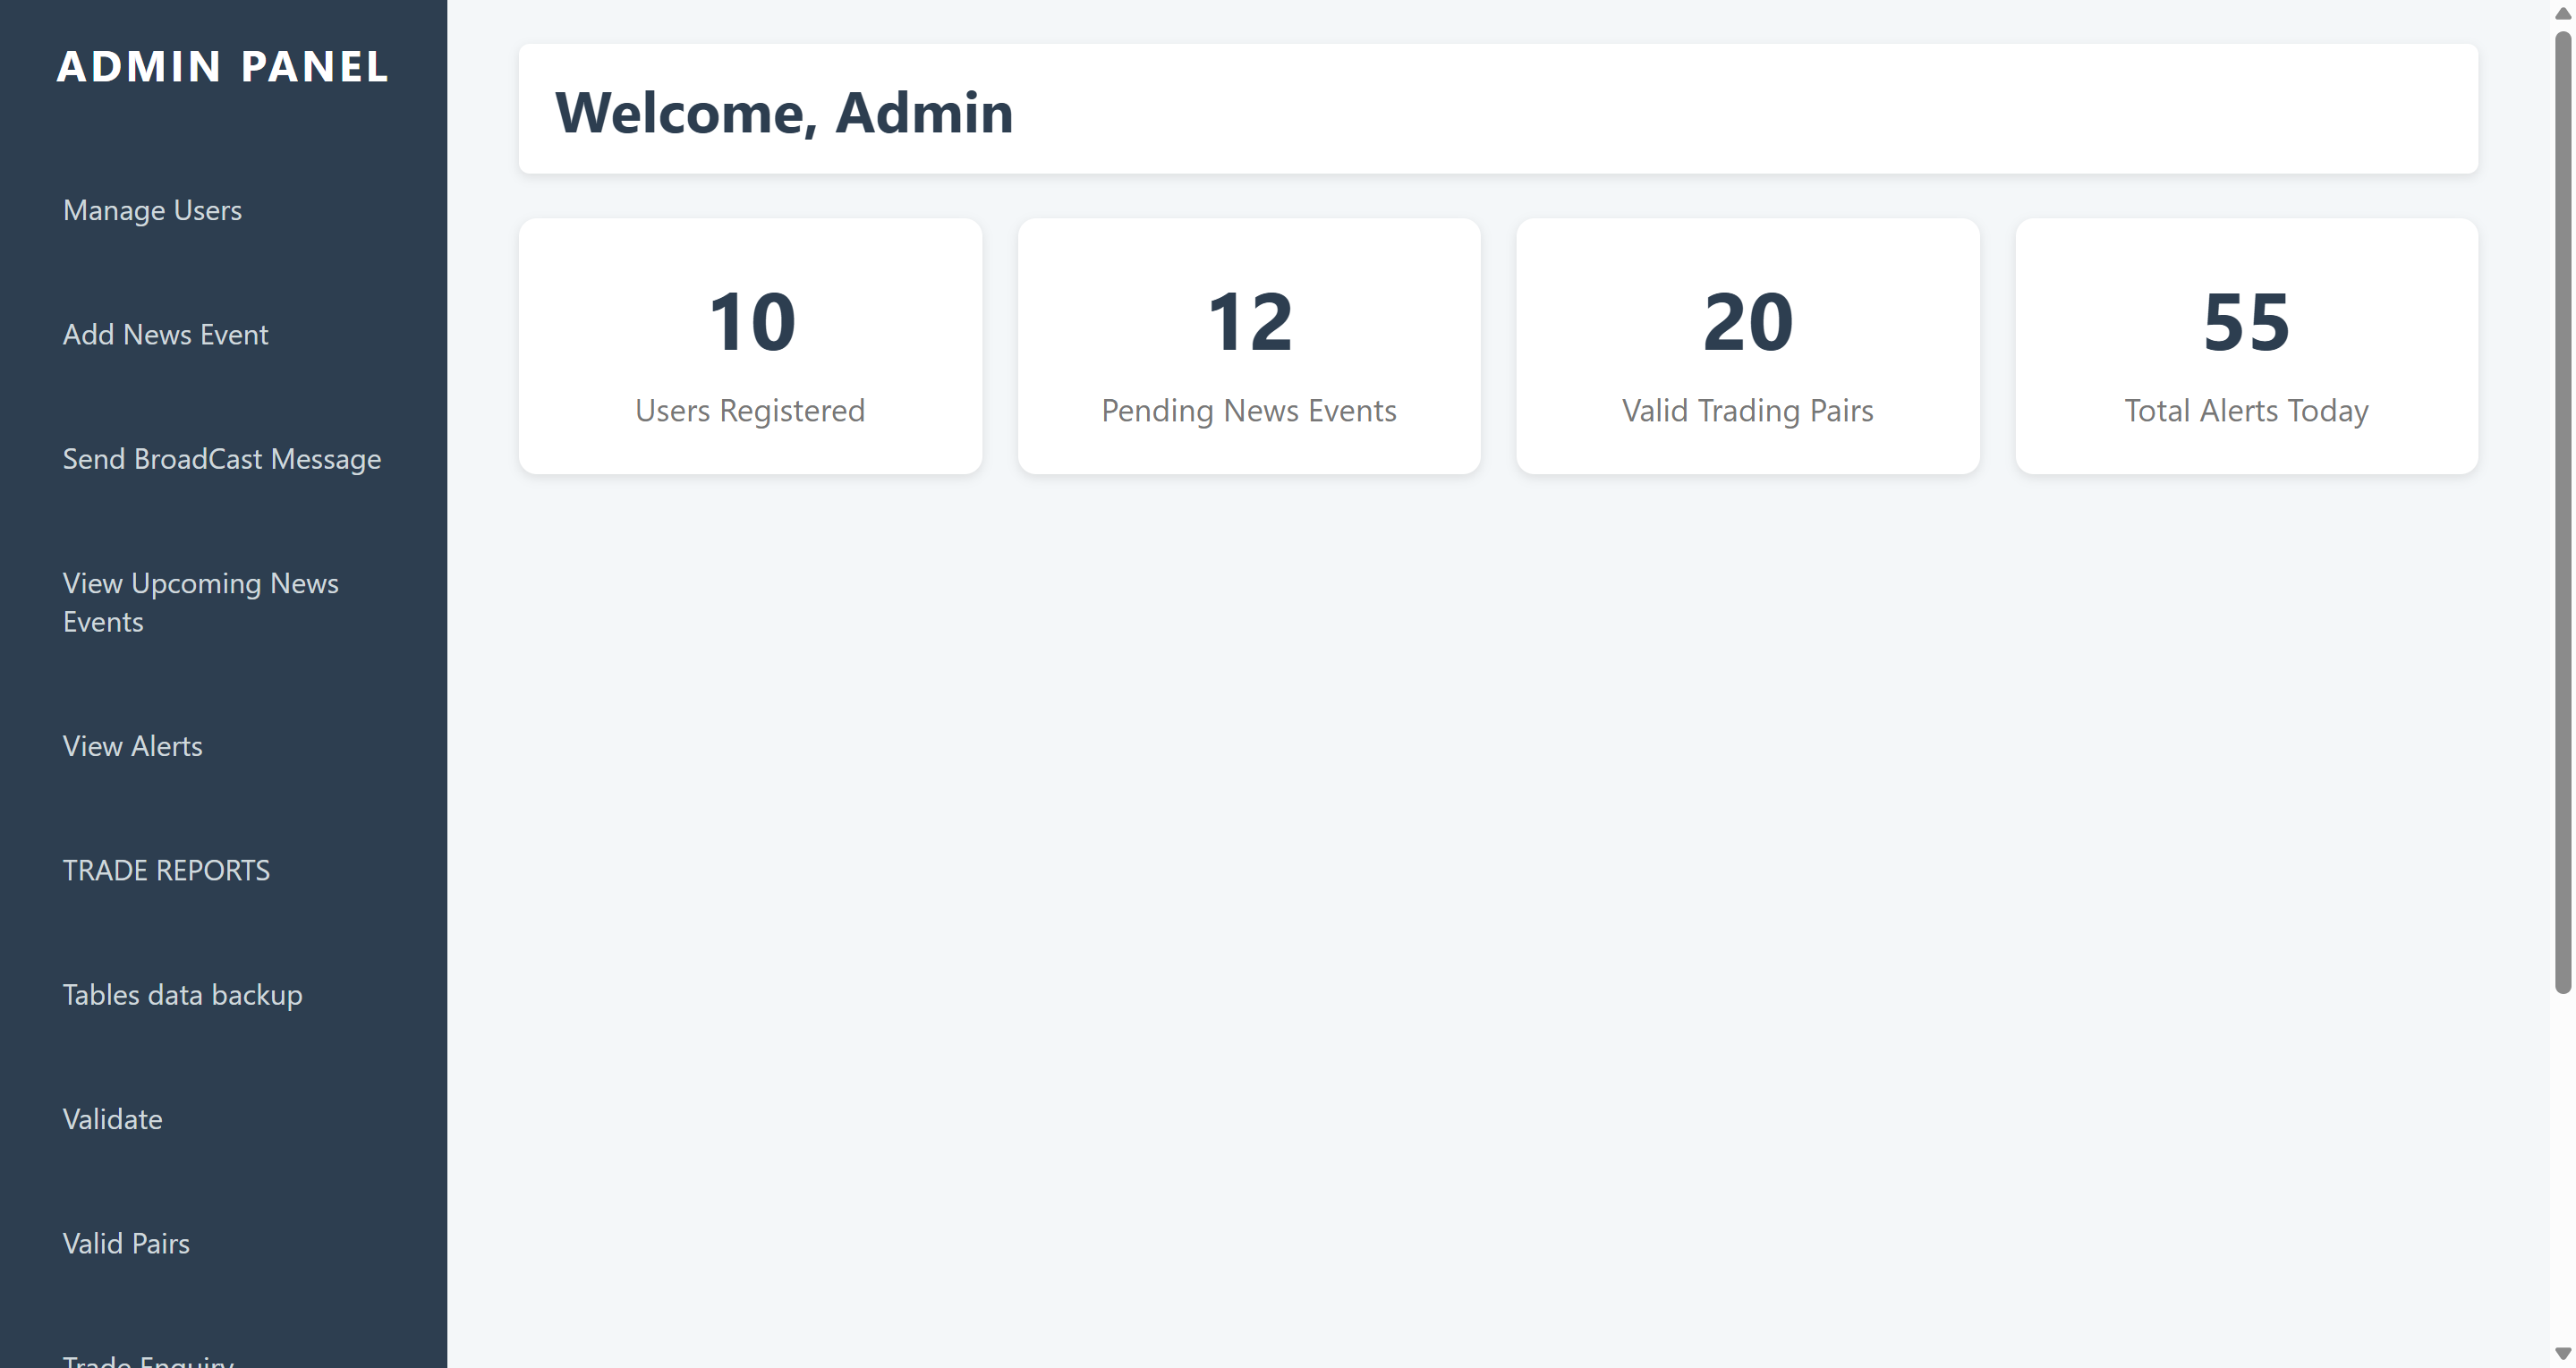 ADMIN PANEL
Manage Users
Add News Event
Send BroadCast Message
View Upcoming News
Events
View Alerts
TRADE REPORTS
Tables data backup
Validate
Valid Pairs
Trade Enquiry
Welcome, Admin
10
Users Registered
12
Pending News Events
20
Valid Trading Pairs
55
Total Alerts Today